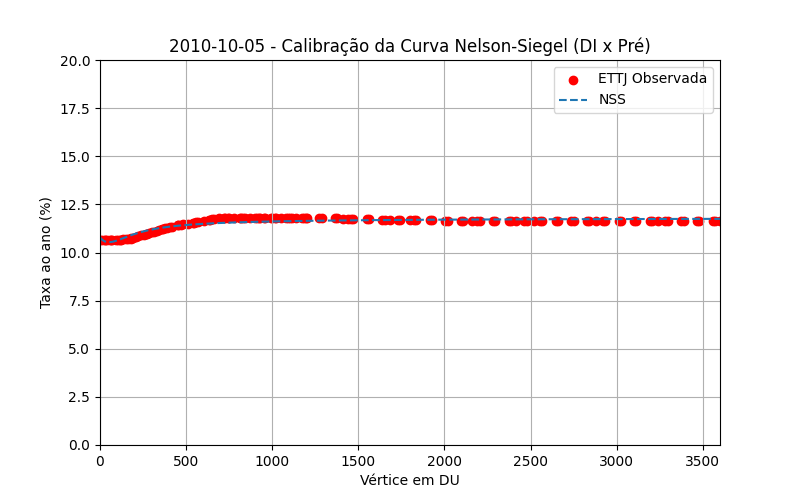 2010-10-05 - Calibração da Curva Nelson-Siegel (DI x Pré)
ETTJ Observada
NSS
Taxa ao ano (%)
20.0
17.5
15.0
12.5
10.0
7.5
5.0
2.5
0.0
0 500 1000 1500 2000 2500 3000 3500
Vértice em DU